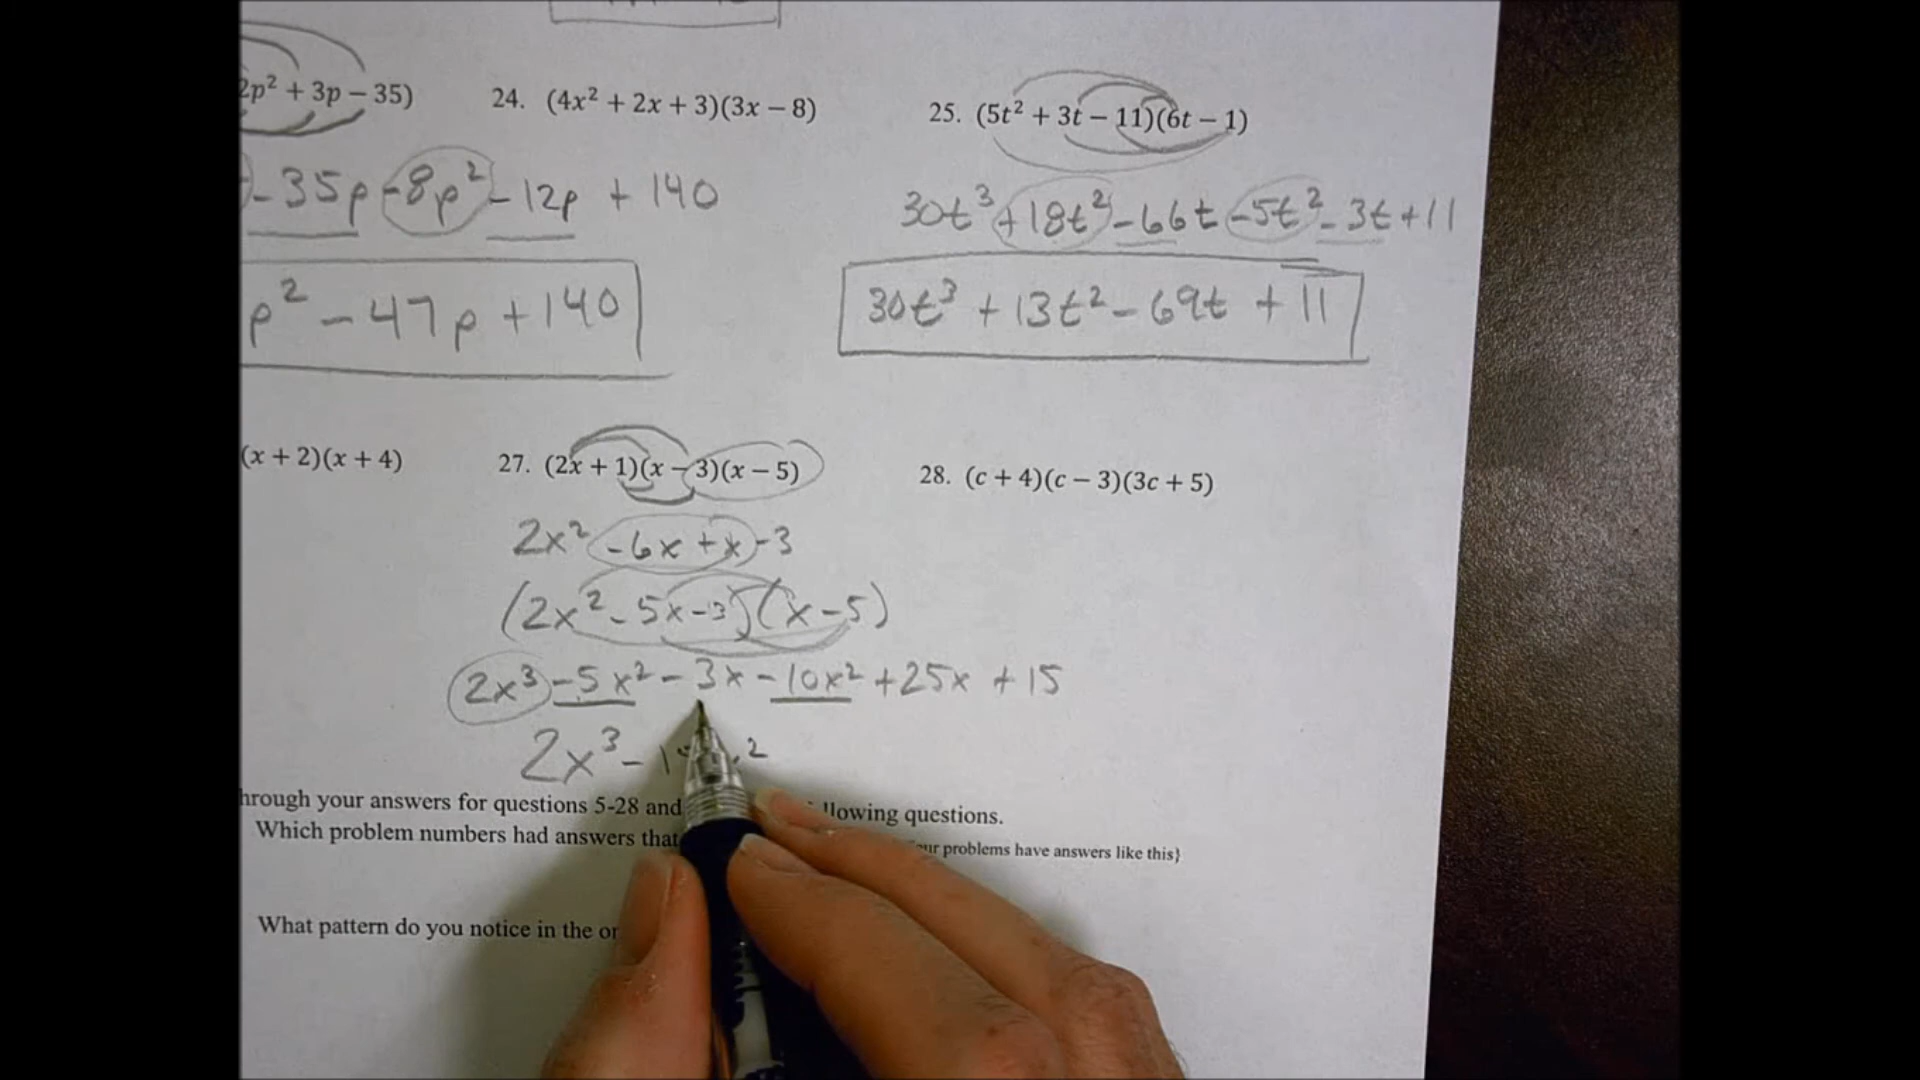 2p² + 3p − 35)
24. (4x² + 2x + 3)(3x − 8)
25. (5t² + 3t − 11)(6t − 1)
-35p -8p² -12p + 140
30t³ +18t² -66t -5t² -3t +11
p² - 47p + 140
30t³ + 13t² - 69t + 11
(x + 2)(x + 4)
27. (2x + 1)(x − 3)(x − 5)
28. (c + 4)(c − 3)(3c + 5)
2x² -6x +x -3
(2x² - 5x -3)(x -5)
2x³ -5x² - 3x - 10x² +25x + 15
2x³ - 1 ²
hrough your answers for questions 5-28 and llowing questions.
Which problem numbers had answers that ur problems have answers like this}
What pattern do you notice in the or